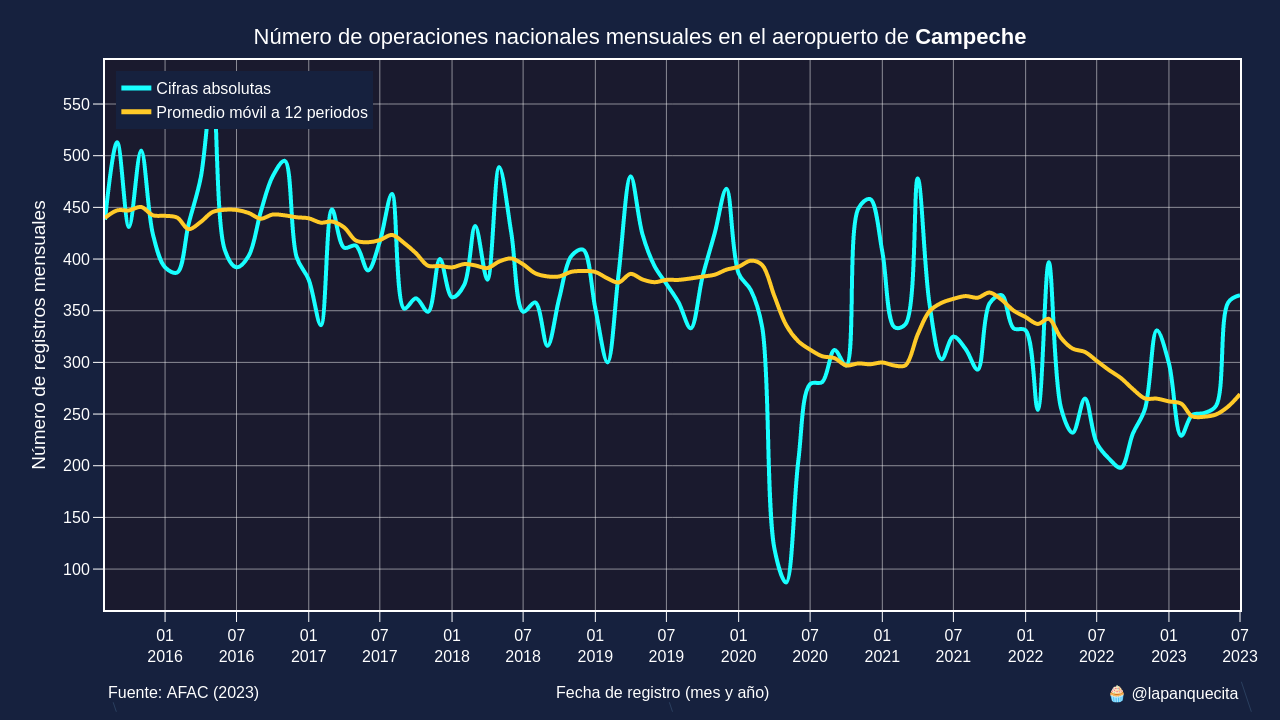 Número de operaciones nacionales mensuales en el aeropuerto de Campeche
Cifras absolutas
Promedio móvil a 12 periodos
Número de registros mensuales
550
500
450
400
350
300
250
200
150
100
01 07 01 07 01 07 01 07 01 07 01 07 01 07 01 07
2016 2016 2017 2017 2018 2018 2019 2019 2020 2020 2021 2021 2022 2022 2023 2023
Fuente: AFAC (2023) Fecha de registro (mes y año) 🧁 @lapanquecita